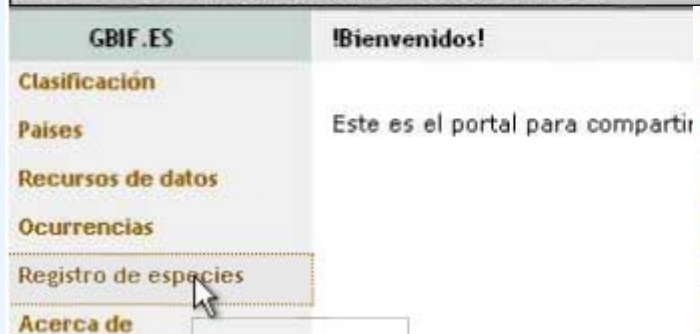 GBIF.ES
!Bienvenidos!
Clasificación
Paises
Este es el portal para compartir
Recursos de datos
Ocurrencias
Registro de especies
Acerca de